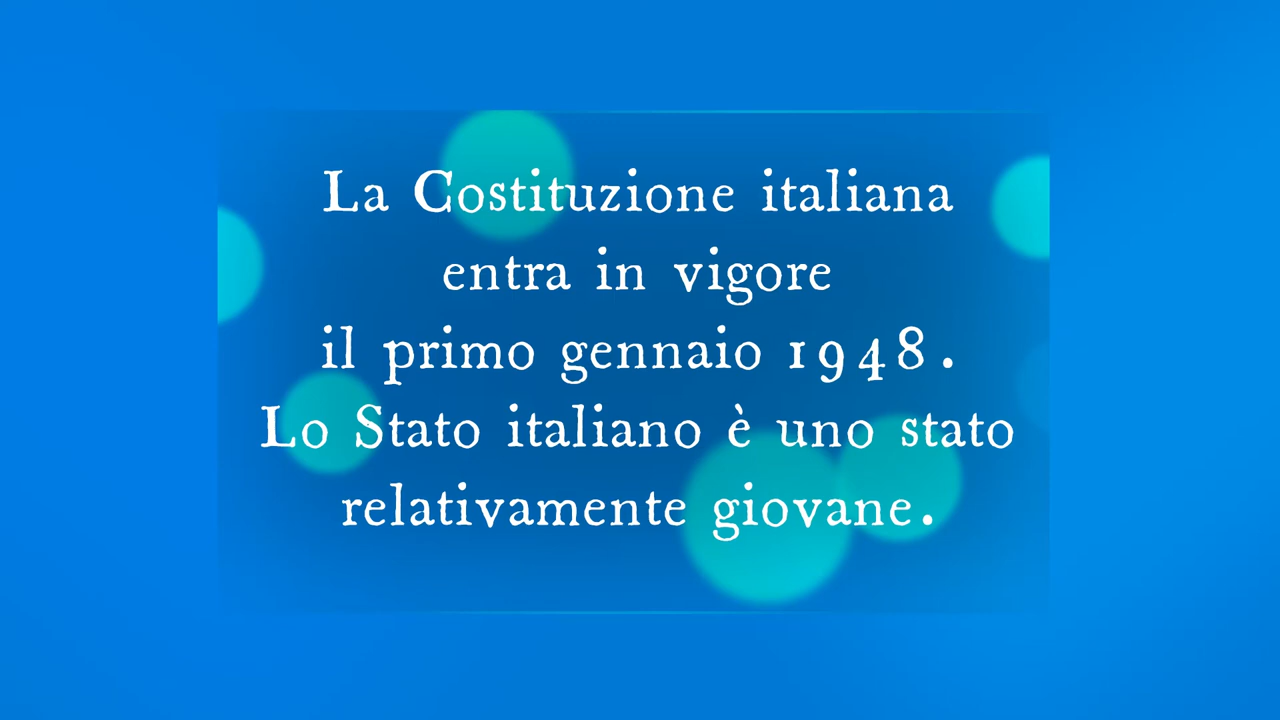 La Costituzione italiana
entra in vigore
il primo gennaio 1948.
Lo Stato italiano è uno stato
relativamente giovane.